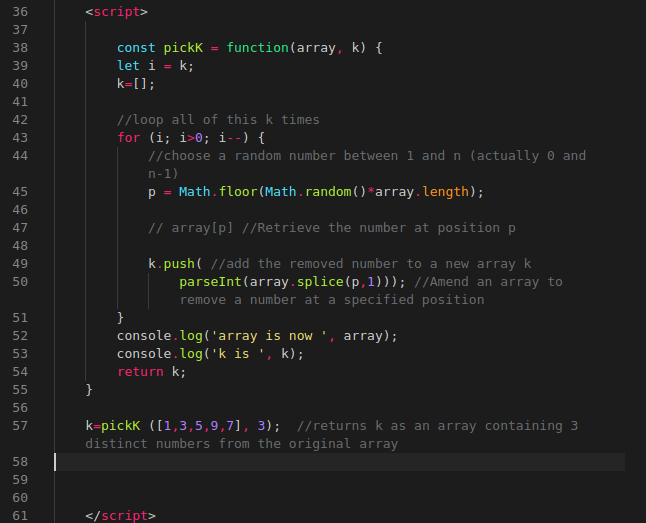 36 <script>
37
38 const pickK = function(array, k) {
39 let i = k;
40 k=[];
41
42 //loop all of this k times
43 for (i; i>0; i--) {
44 //choose a random number between 1 and n (actually 0 and
n-1)
45 p = Math.floor(Math.random()*array.length);
46
47 // array[p] //Retrieve the number at position p
48
49 k.push( //add the removed number to a new array k
50 parseInt(array.splice(p,1))); //Amend an array to
remove a number at a specified position
51 }
52 console.log('array is now ', array);
53 console.log('k is ', k);
54 return k;
55 }
56
57 k=pickK ([1,3,5,9,7], 3);  //returns k as an array containing 3
distinct numbers from the original array
58
59
60
61 </script>